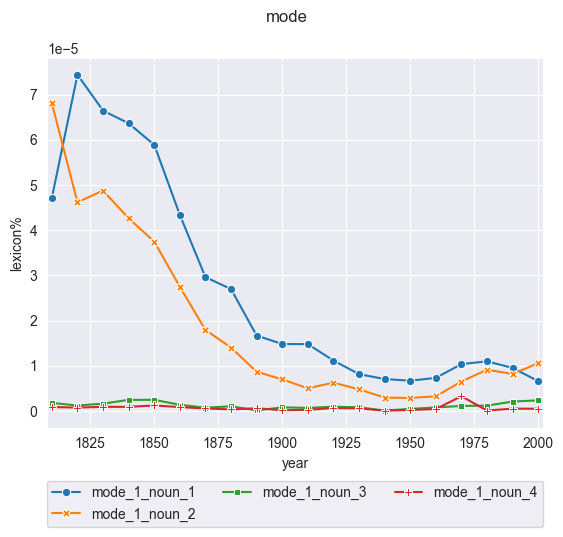 mode
1e−5
7
6
5
4
3
2
1
0
lexicon%
1825 1850 1875 1900 1925 1950 1975 2000
year
mode_1_noun_1 mode_1_noun_3 mode_1_noun_4
mode_1_noun_2